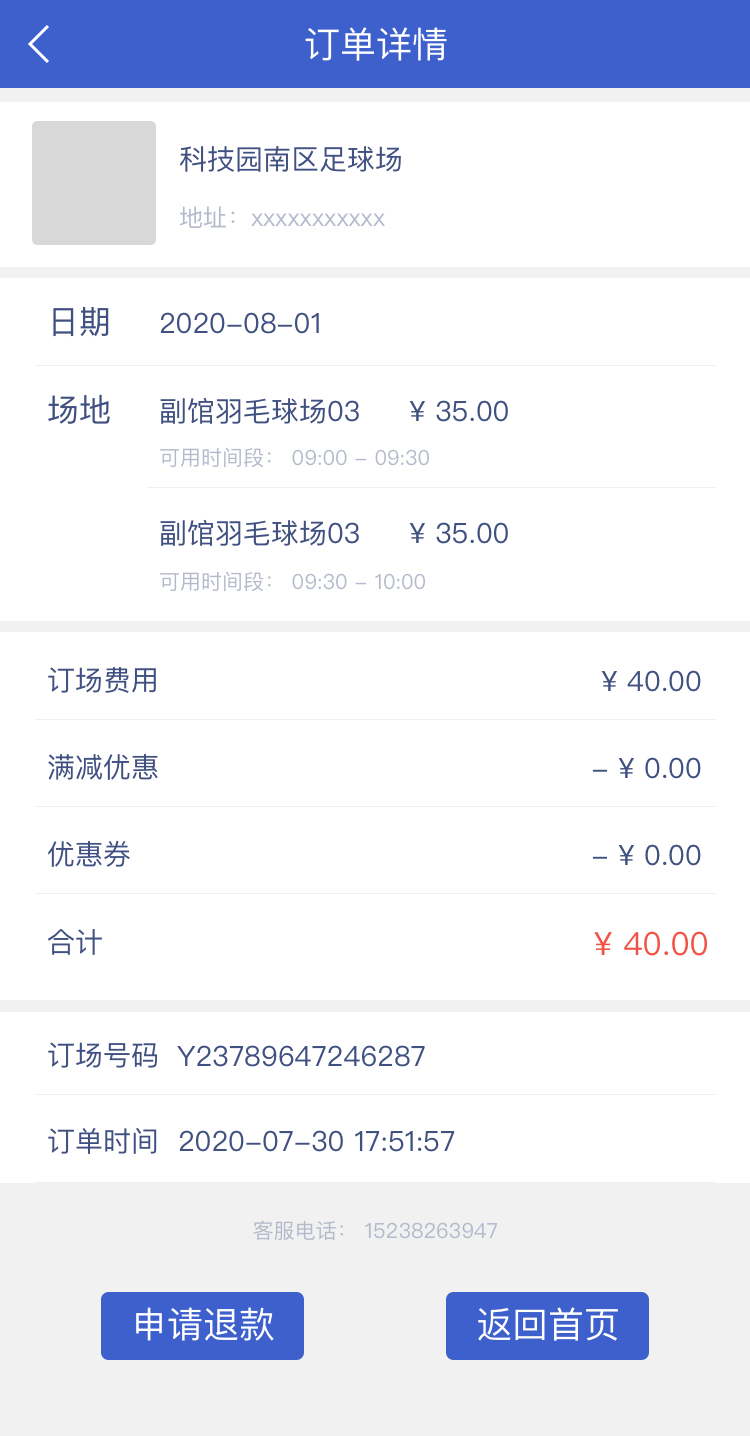 订单详情
科技园南区足球场
地址：xxxxxxxxxxx
日期 2020–08–01
场地 副馆羽毛球场03 ¥ 35.00
可用时间段： 09:00 – 09:30
副馆羽毛球场03 ¥ 35.00
可用时间段： 09:30 – 10:00
订场费用 ¥ 40.00
满减优惠 – ¥ 0.00
优惠券 – ¥ 0.00
合计 ¥ 40.00
订场号码 Y23789647246287
订单时间 2020–07–30 17:51:57
客服电话： 15238263947
申请退款 返回首页